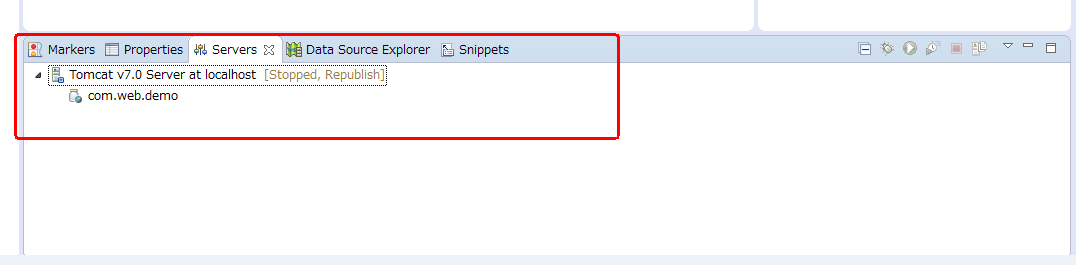 Markers Properties Servers Data Source Explorer Snippets
Tomcat v7.0 Server at localhost [Stopped, Republish]
com.web.demo